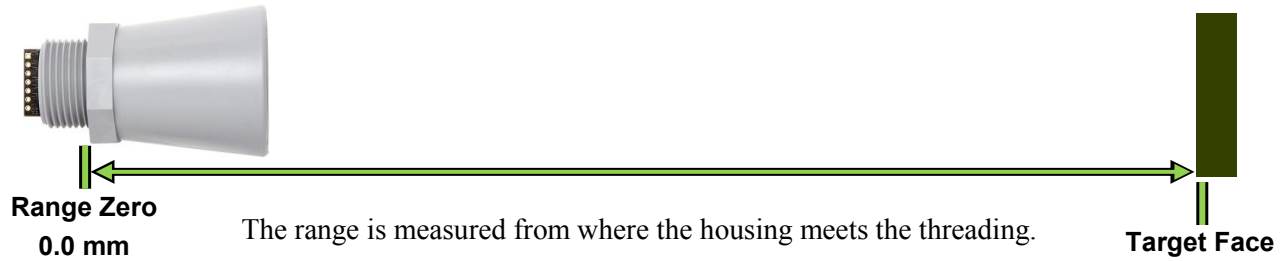 Range Zero
0.0 mm
The range is measured from where the housing meets the threading.
Target Face